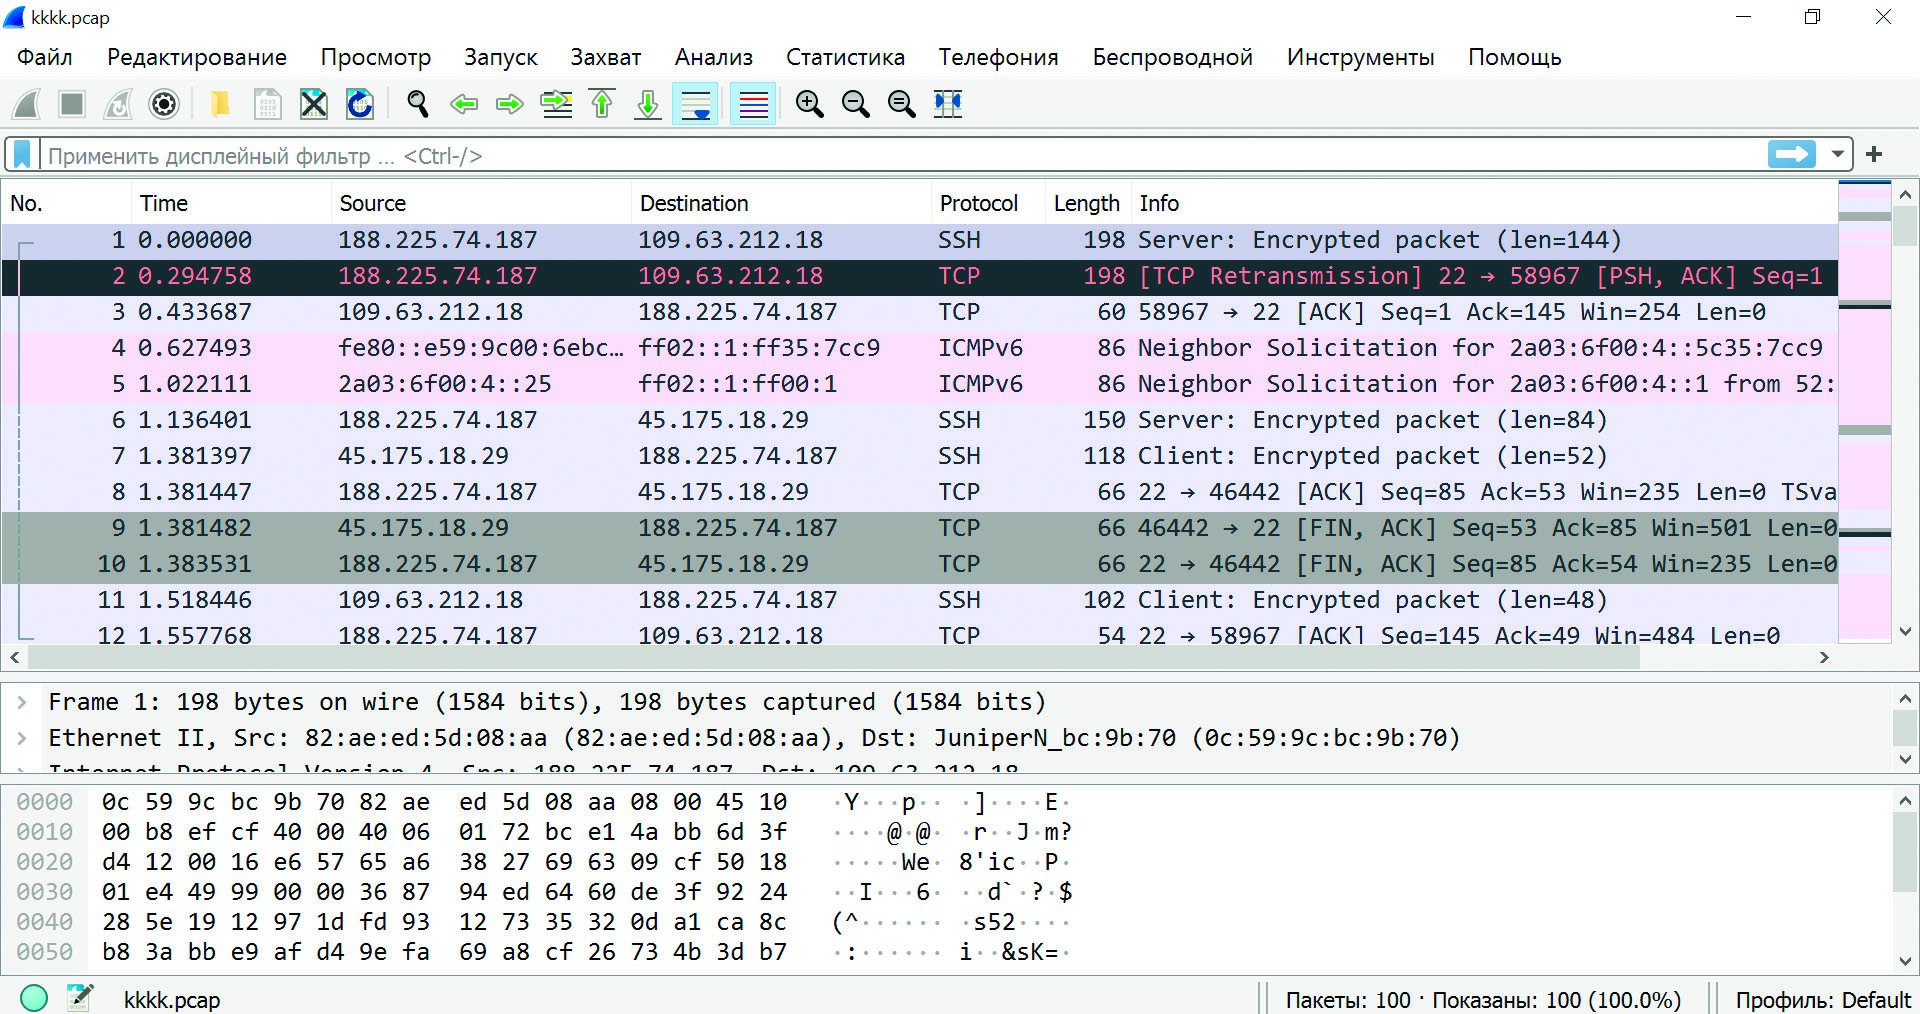 kkkk.pcap
Файл Редактирование Просмотр Запуск Захват Анализ Статистика Телефония Беспроводной Инструменты Помощь
Применить дисплейный фильтр ... <Ctrl-/>
No. Time Source Destination Protocol Length Info
1 0.000000 188.225.74.187 109.63.212.18 SSH 198 Server: Encrypted packet (len=144)
2 0.294758 188.225.74.187 109.63.212.18 TCP 198 [TCP Retransmission] 22 → 58967 [PSH, ACK] Seq=1
3 0.433687 109.63.212.18 188.225.74.187 TCP 60 58967 → 22 [ACK] Seq=1 Ack=145 Win=254 Len=0
4 0.627493 fe80::e59:9c00:6ebc… ff02::1:ff35:7cc9 ICMPv6 86 Neighbor Solicitation for 2a03:6f00:4::5c35:7cc9
5 1.022111 2a03:6f00:4::25 ff02::1:ff00:1 ICMPv6 86 Neighbor Solicitation for 2a03:6f00:4::1 from 52:
6 1.136401 188.225.74.187 45.175.18.29 SSH 150 Server: Encrypted packet (len=84)
7 1.381397 45.175.18.29 188.225.74.187 SSH 118 Client: Encrypted packet (len=52)
8 1.381447 188.225.74.187 45.175.18.29 TCP 66 22 → 46442 [ACK] Seq=85 Ack=53 Win=235 Len=0 TSva
9 1.381482 45.175.18.29 188.225.74.187 TCP 66 46442 → 22 [FIN, ACK] Seq=53 Ack=85 Win=501 Len=0
10 1.383531 188.225.74.187 45.175.18.29 TCP 66 22 → 46442 [FIN, ACK] Seq=85 Ack=54 Win=235 Len=0
11 1.518446 109.63.212.18 188.225.74.187 SSH 102 Client: Encrypted packet (len=48)
12 1.557768 188.225.74.187 109.63.212.18 TCP 54 22 → 58967 [ACK] Seq=145 Ack=49 Win=484 Len=0
Frame 1: 198 bytes on wire (1584 bits), 198 bytes captured (1584 bits)
Ethernet II, Src: 82:ae:ed:5d:08:aa (82:ae:ed:5d:08:aa), Dst: JuniperN_bc:9b:70 (0c:59:9c:bc:9b:70)
Internet Protocol Version 4, Src: 188.225.74.187, Dst: 109.63.212.18
0000 0c 59 9c bc 9b 70 82 ae ed 5d 08 aa 08 00 45 10 ·Y···p·· ·]····E·
0010 00 b8 ef cf 40 00 40 06 01 72 bc e1 4a bb 6d 3f ····@·@· ·r··J·m?
0020 d4 12 00 16 e6 57 65 a6 38 27 69 63 09 cf 50 18 ·····We· 8'ic··P·
0030 01 e4 49 99 00 00 36 87 94 ed 64 60 de 3f 92 24 ··I···6· ··d`·?·$
0040 28 5e 19 12 97 1d fd 93 12 73 35 32 0d a1 ca 8c (^······ ·s52····
0050 b8 3a bb e9 af d4 9e fa 69 a8 cf 26 73 4b 3d b7 ·:······ i··&sK=·
kkkk.pcap Пакеты: 100 · Показаны: 100 (100.0%) Профиль: Default